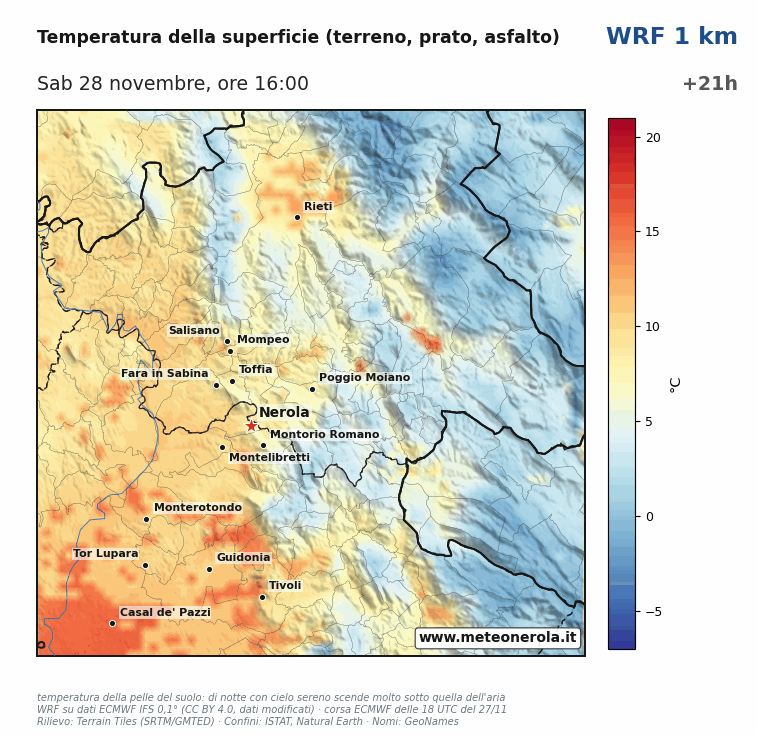 Temperatura della superficie (terreno, prato, asfalto)
WRF 1 km
Sab 28 novembre, ore 16:00
+21h
Rieti
Salisano
Mompeo
Toffia
Fara in Sabina
Poggio Moiano
Nerola
Montorio Romano
Montelibretti
Monterotondo
Tor Lupara
Guidonia
Tivoli
Casal de' Pazzi
www.meteonerola.it
20
15
10
5
0
−5
°C
temperatura della pelle del suolo: di notte con cielo sereno scende molto sotto quella dell'aria
WRF su dati ECMWF IFS 0,1° (CC BY 4.0, dati modificati) · corsa ECMWF delle 18 UTC del 27/11
Rilievo: Terrain Tiles (SRTM/GMTED) · Confini: ISTAT, Natural Earth · Nomi: GeoNames